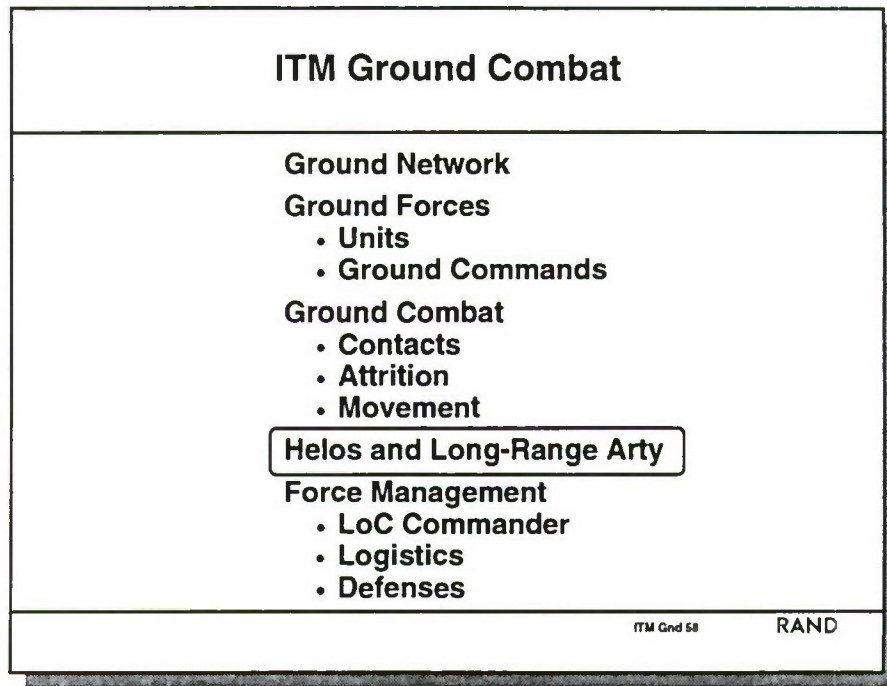 ITM Ground Combat
Ground Network
Ground Forces
• Units
• Ground Commands
Ground Combat
• Contacts
• Attrition
• Movement
Helos and Long-Range Arty
Force Management
• LoC Commander
• Logistics
• Defenses
ITM Gnd 58
RAND